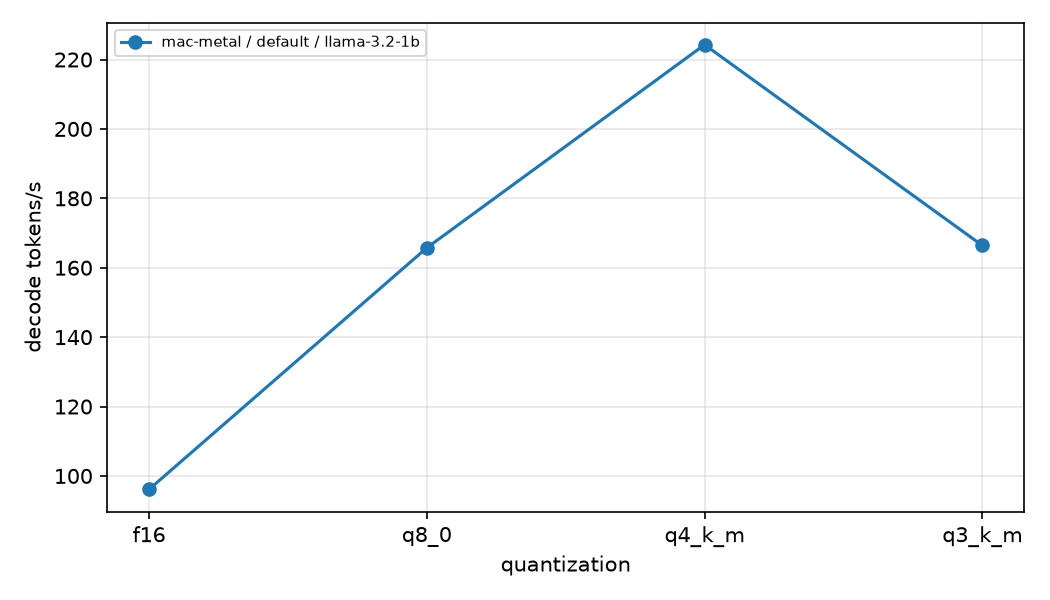 mac-metal / default / llama-3.2-1b
decode tokens/s
220
200
180
160
140
120
100
f16 q8_0 q4_k_m q3_k_m
quantization